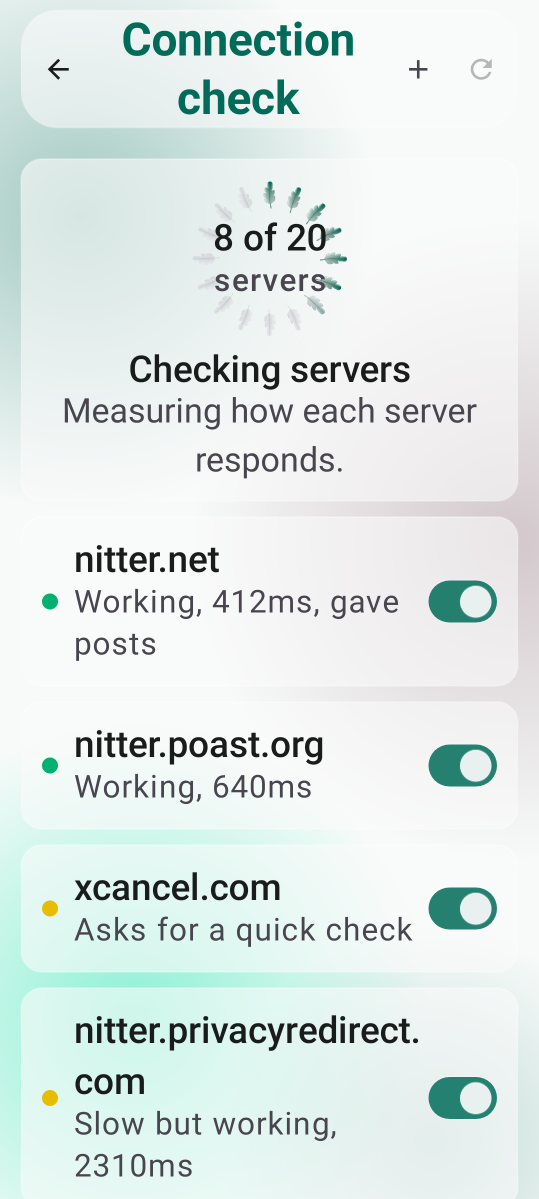 Connection
check
8 of 20
servers
Checking servers
Measuring how each server
responds.
nitter.net
Working, 412ms, gave
posts
nitter.poast.org
Working, 640ms
xcancel.com
Asks for a quick check
nitter.privacyredirect.
com
Slow but working,
2310ms